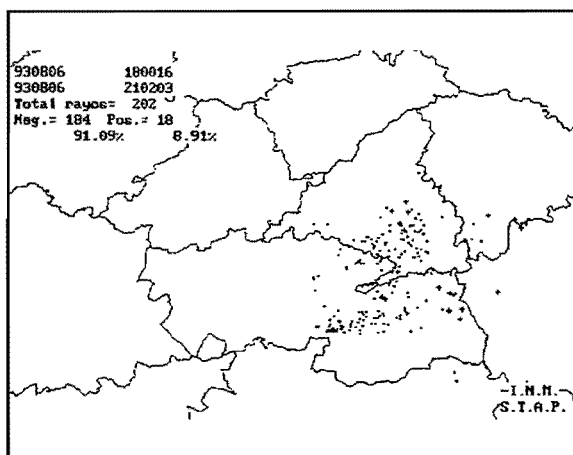 930806 180016
930806 210203
Total rayos= 202
Neg.= 184 Pos.= 18
91.09% 8.91%
-I.N.M.-
S.T.A.P.